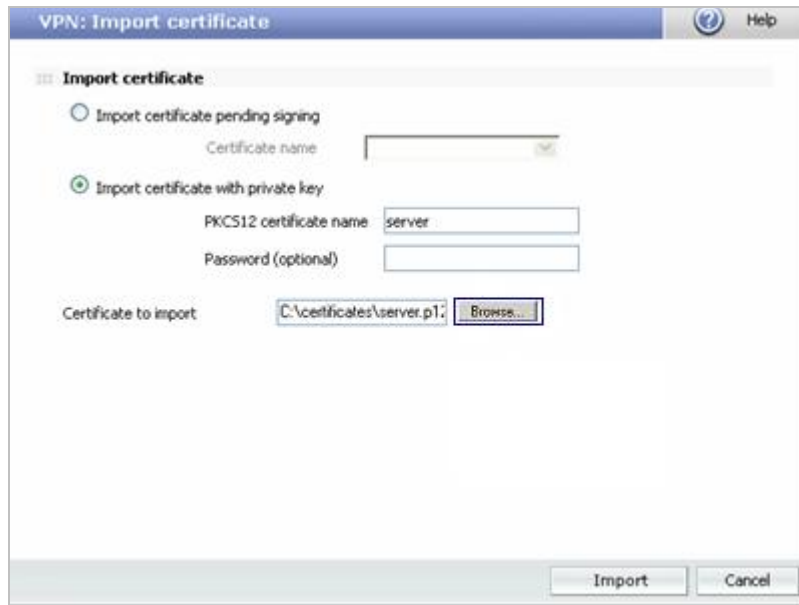 VPN: Import certificate
? Help
Import certificate
Import certificate pending signing
Certificate name
Import certificate with private key
PKCS12 certificate name server
Password (optional)
Certificate to import C:\certificates\server.p12 Browse...
Import Cancel